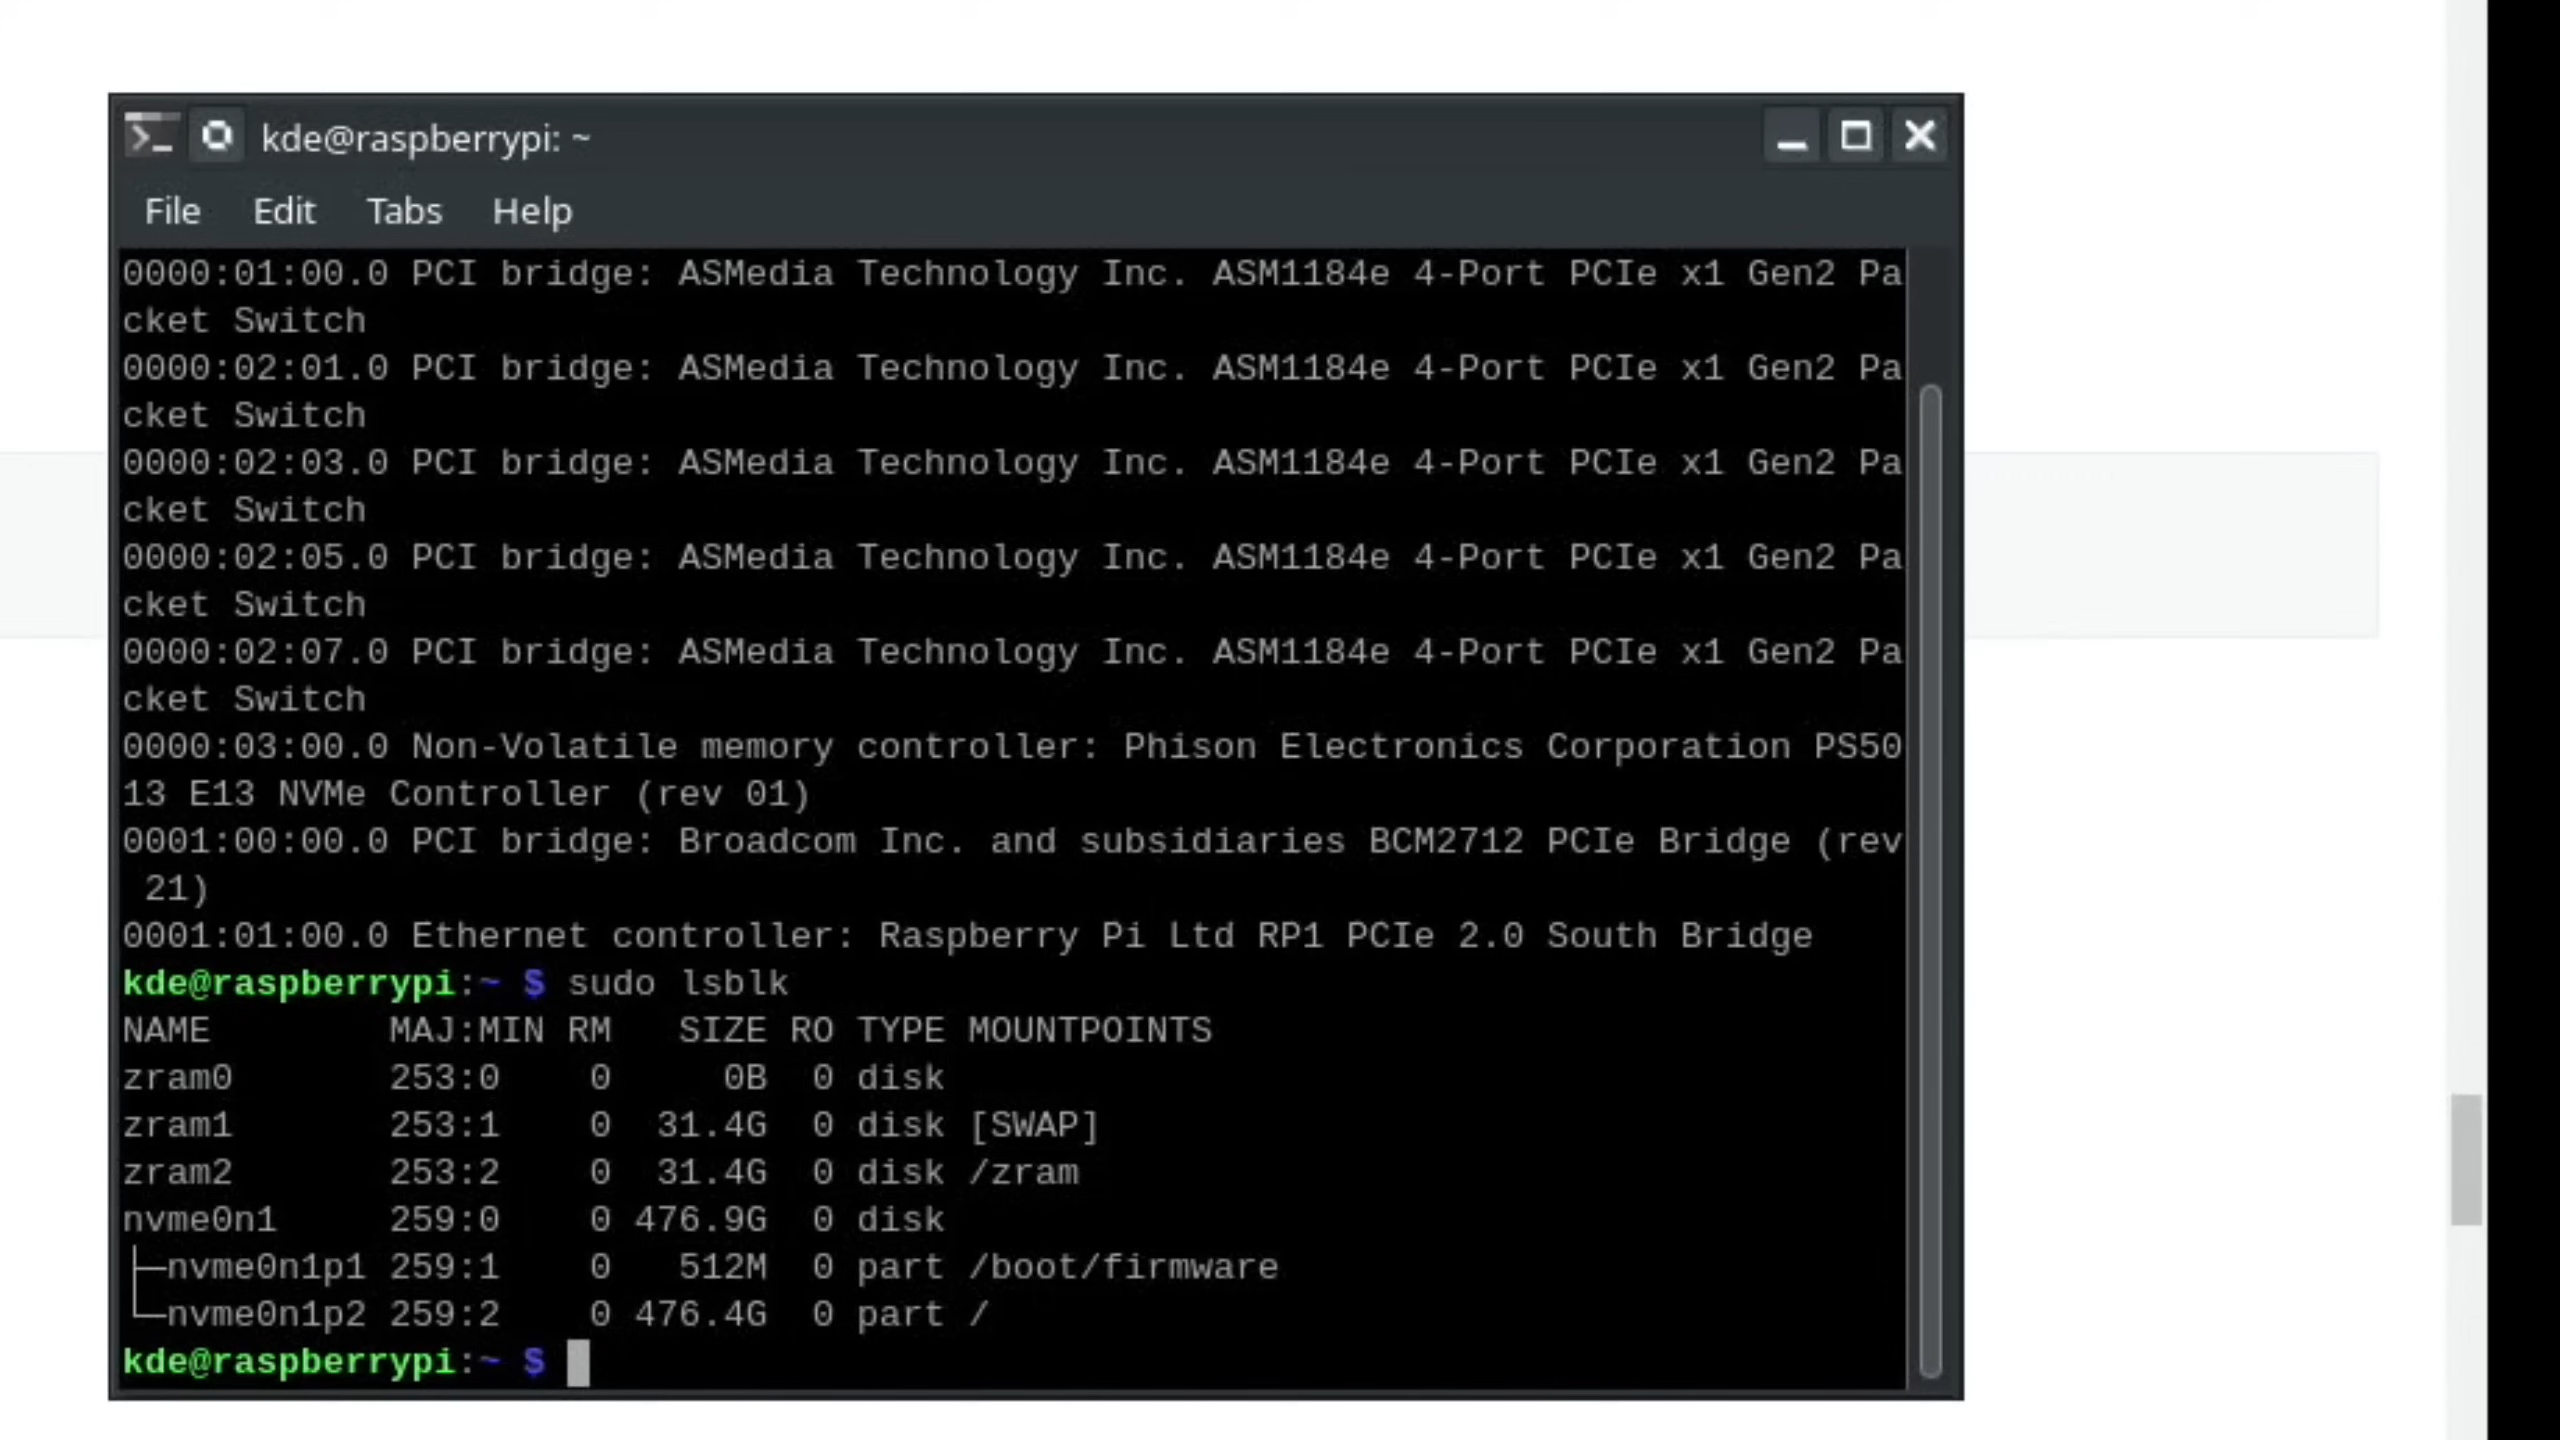 kde@raspberrypi: ~
File Edit Tabs Help
0000:01:00.0 PCI bridge: ASMedia Technology Inc. ASM1184e 4-Port PCIe x1 Gen2 Pa
cket Switch
0000:02:01.0 PCI bridge: ASMedia Technology Inc. ASM1184e 4-Port PCIe x1 Gen2 Pa
cket Switch
0000:02:03.0 PCI bridge: ASMedia Technology Inc. ASM1184e 4-Port PCIe x1 Gen2 Pa
cket Switch
0000:02:05.0 PCI bridge: ASMedia Technology Inc. ASM1184e 4-Port PCIe x1 Gen2 Pa
cket Switch
0000:02:07.0 PCI bridge: ASMedia Technology Inc. ASM1184e 4-Port PCIe x1 Gen2 Pa
cket Switch
0000:03:00.0 Non-Volatile memory controller: Phison Electronics Corporation PS50
13 E13 NVMe Controller (rev 01)
0001:00:00.0 PCI bridge: Broadcom Inc. and subsidiaries BCM2712 PCIe Bridge (rev
 21)
0001:01:00.0 Ethernet controller: Raspberry Pi Ltd RP1 PCIe 2.0 South Bridge
kde@raspberrypi:~ $ sudo lsblk
NAME        MAJ:MIN RM   SIZE RO TYPE MOUNTPOINTS
zram0       253:0    0     0B  0 disk
zram1       253:1    0  31.4G  0 disk [SWAP]
zram2       253:2    0  31.4G  0 disk /zram
nvme0n1     259:0    0 476.9G  0 disk
├─nvme0n1p1 259:1    0   512M  0 part /boot/firmware
└─nvme0n1p2 259:2    0 476.4G  0 part /
kde@raspberrypi:~ $